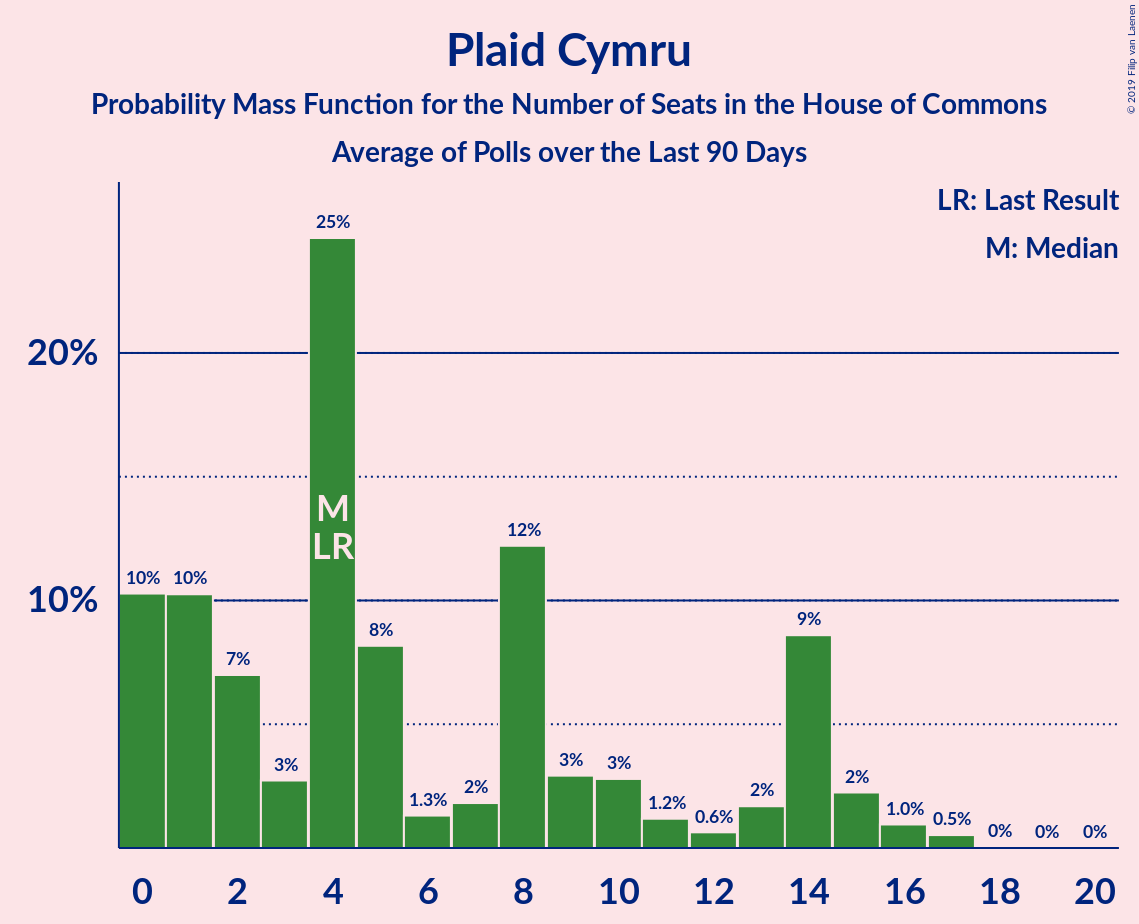 Plaid Cymru
Probability Mass Function for the Number of Seats in the House of Commons
Average of Polls over the Last 90 Days
© 2019 Filip van Laenen
LR: Last Result
M: Median
20%
10%
10%
10%
7%
3%
25%
M
LR
8%
1.3%
2%
12%
3%
3%
1.2%
0.6%
2%
9%
2%
1.0%
0.5%
0%
0%
0%
0 2 4 6 8 10 12 14 16 18 20